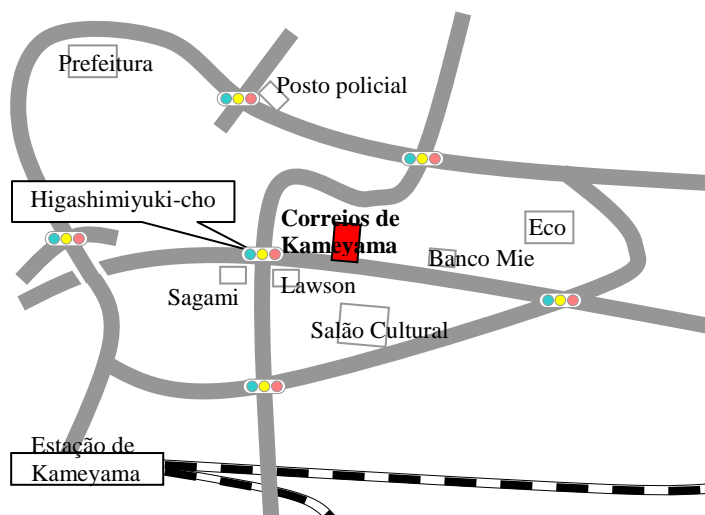 Prefeitura
Posto policial
Higashimiyuki-cho
Correios de
Kameyama
Eco
Banco Mie
Sagami
Lawson
Salão Cultural
Estação de
Kameyama